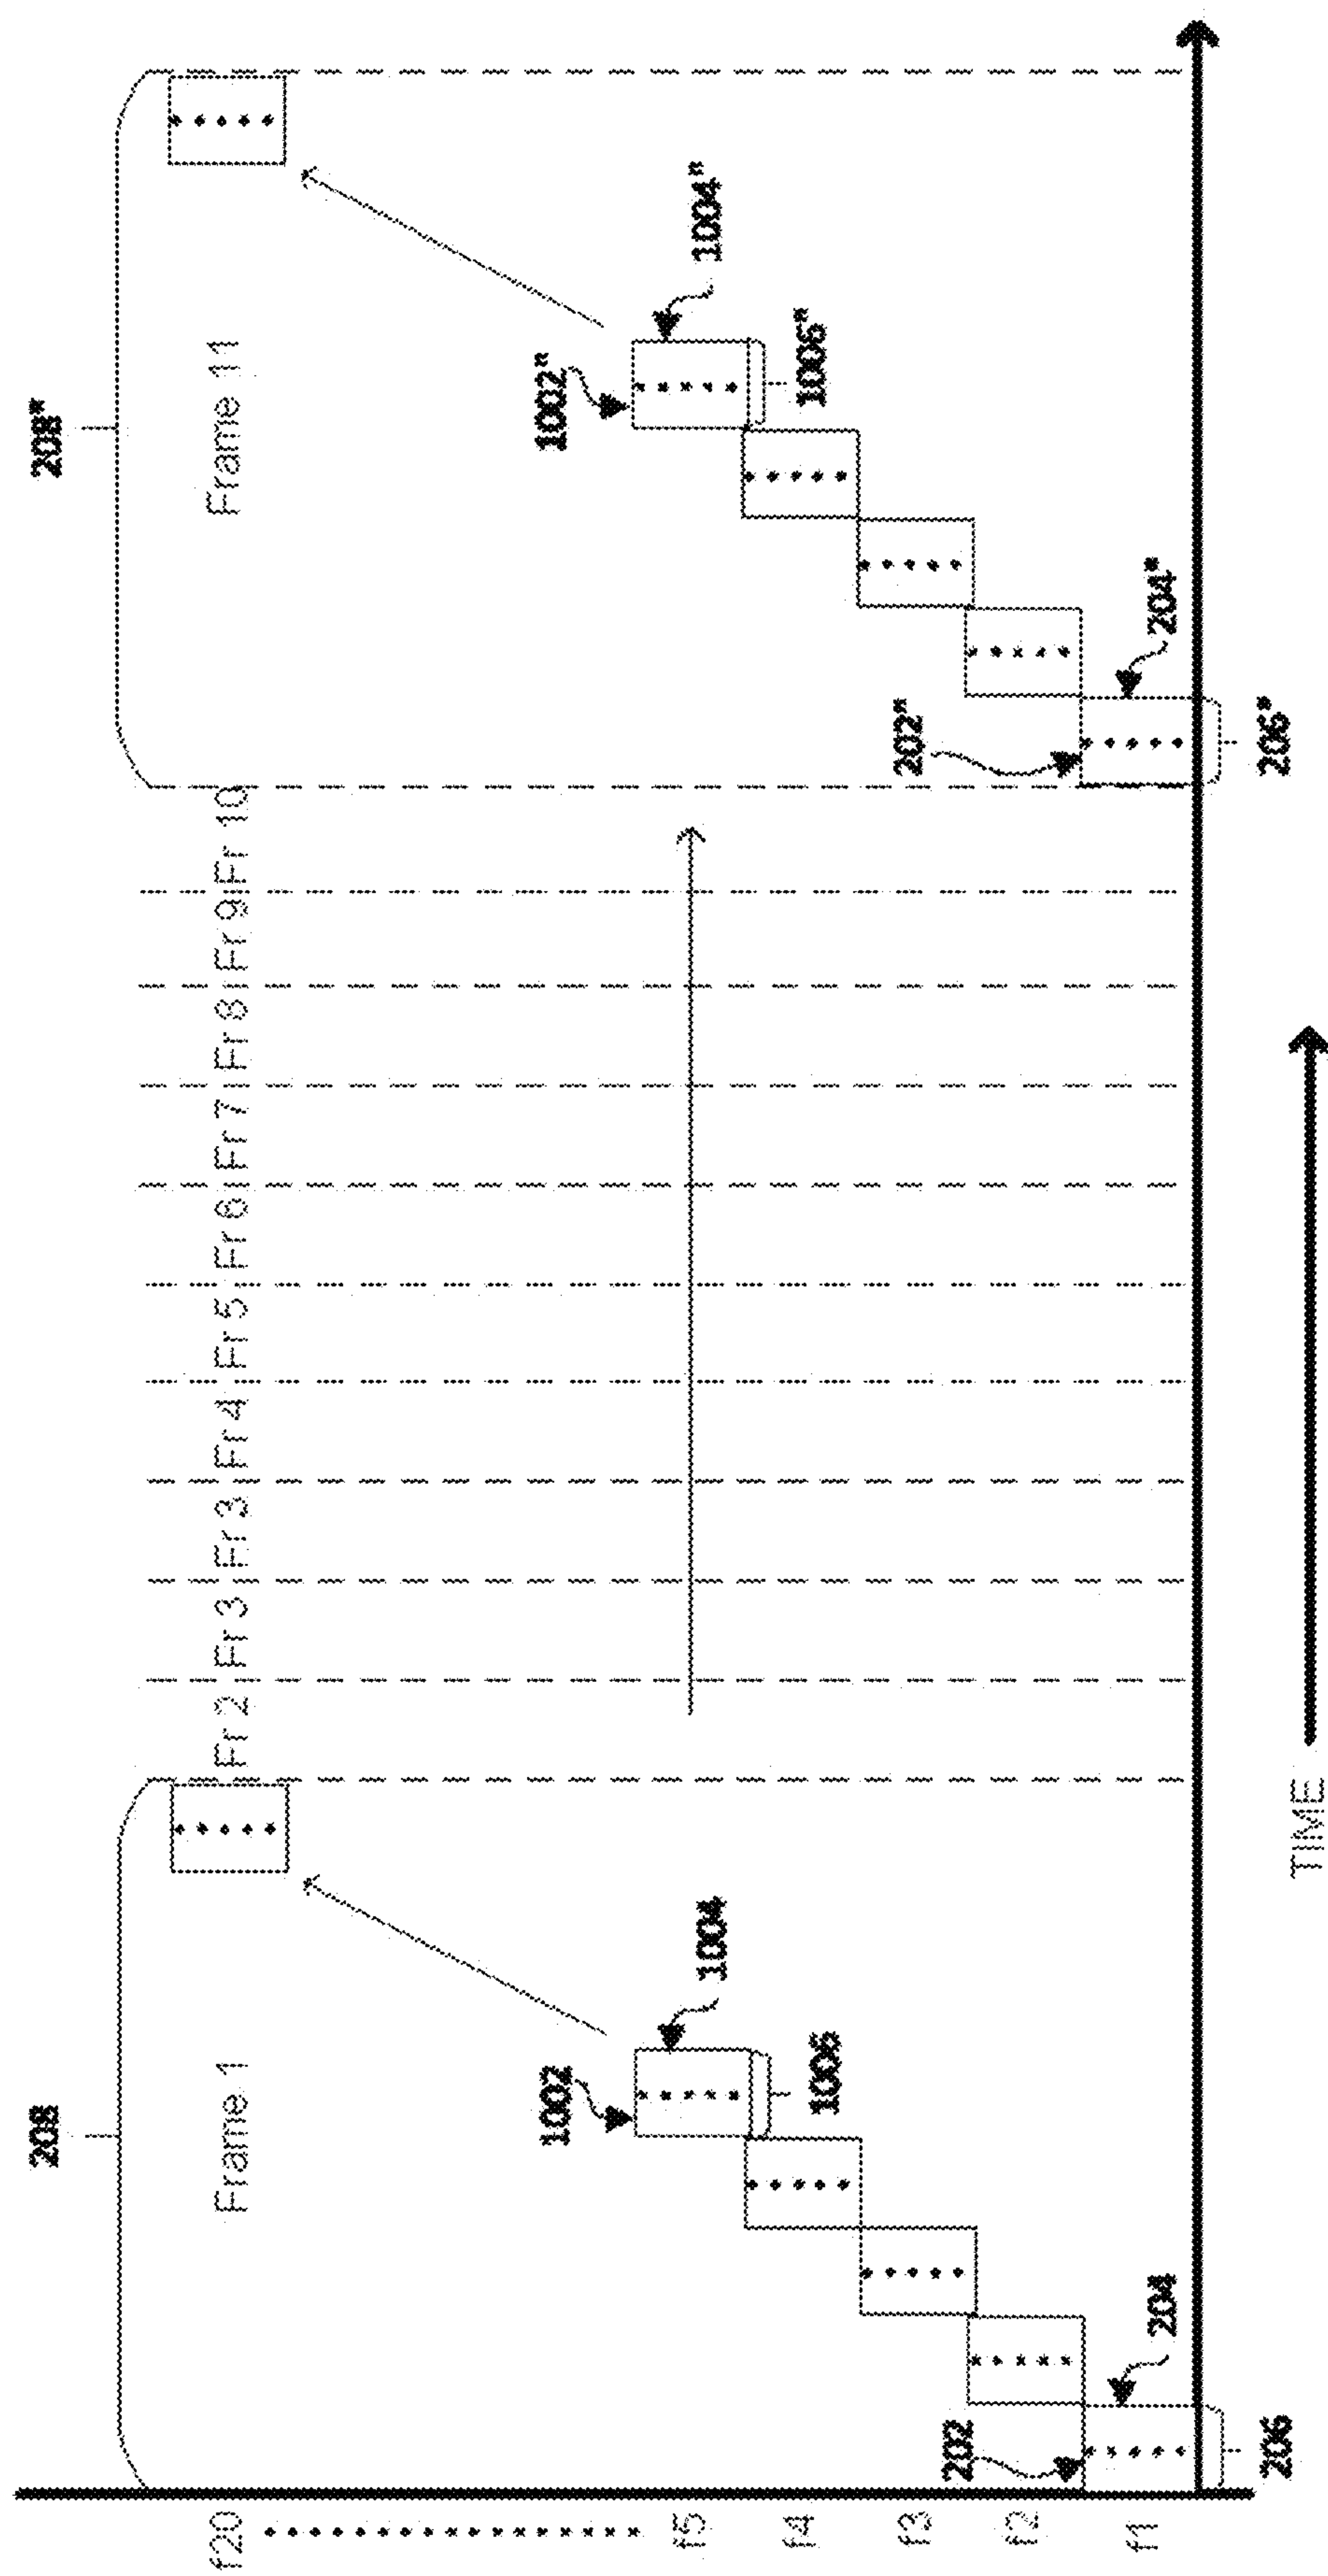 208
208"
f20
Frame 1
Fr 2
Fr 3
Fr 3
Fr 4
Fr 5
Fr 6
Fr 7
Fr 8
Fr 9
Fr 10
Frame 11
1002
1002"
f5
1004
1004"
f4
1006
1006"
f3
202
202"
f2
f1
204
204"
206
206"
TIME